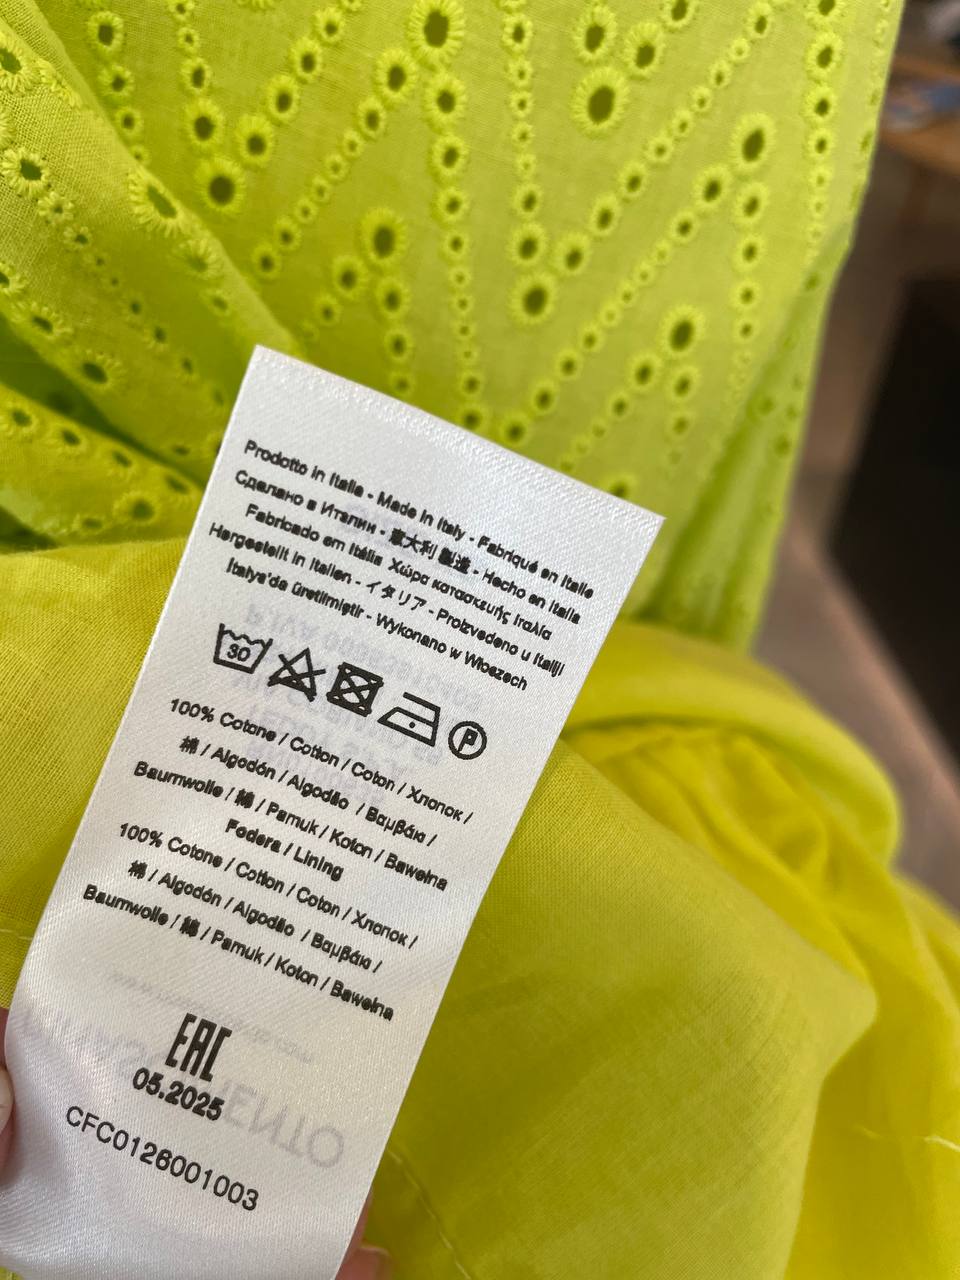 Prodotto in Italia - Made in Italy - Fabriqué en Italie
Сделано в Италии - 意大利 製造 - Hecho en Italia
Fabricado em Itália Χώρα κατασκευής Ιταλία
Hergestellt in Italien - イタリア - Proizvedeno u Italiji
İtalya'da üretilmiştir - Wykonano w Włoszech
30 P
100% Cotone / Cotton / Coton / Хлопок /
棉 / Algodón / Algodão / Βαμβάκι /
Baumwolle / 綿 / Pamuk / Koton / Bawełna
Fodera / Lining
100% Cotone / Cotton / Coton / Хлопок /
棉 / Algodón / Algodão / Βαμβάκι /
Baumwolle / 綿 / Pamuk / Koton / Bawełna
EAC
05.2025
CFC0126001003